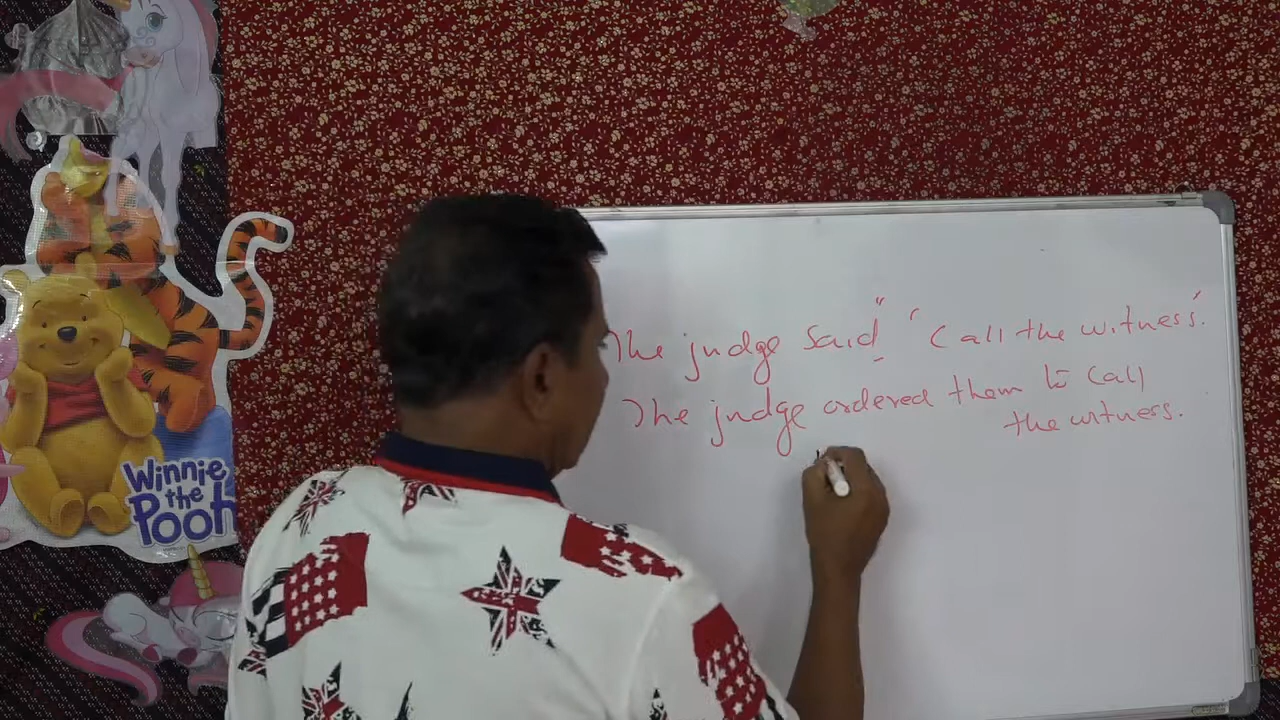 Winnie
the
Pooh
The judge said" "Call the witness".
The judge ordered them to call
the witness.